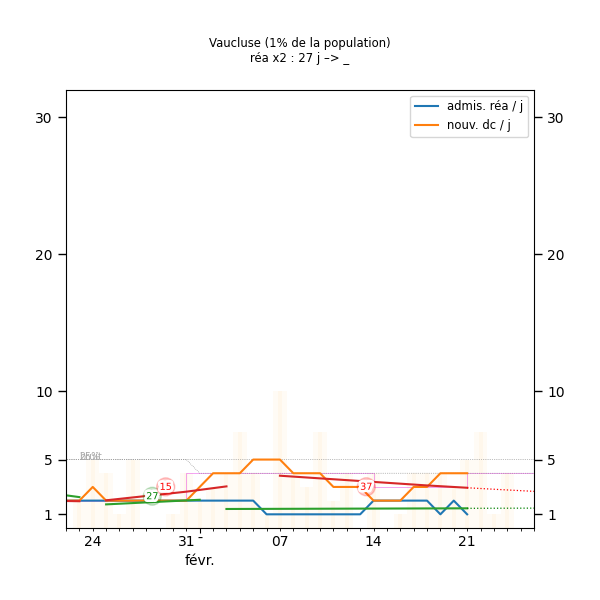 Vaucluse (1% de la population)
réa x2 : 27 j –> _
admis. réa / j
nouv. dc / j
30 30
20 20
10 10
5 5
1 1
15
27
37
24 31 - 07 14 21
févr.